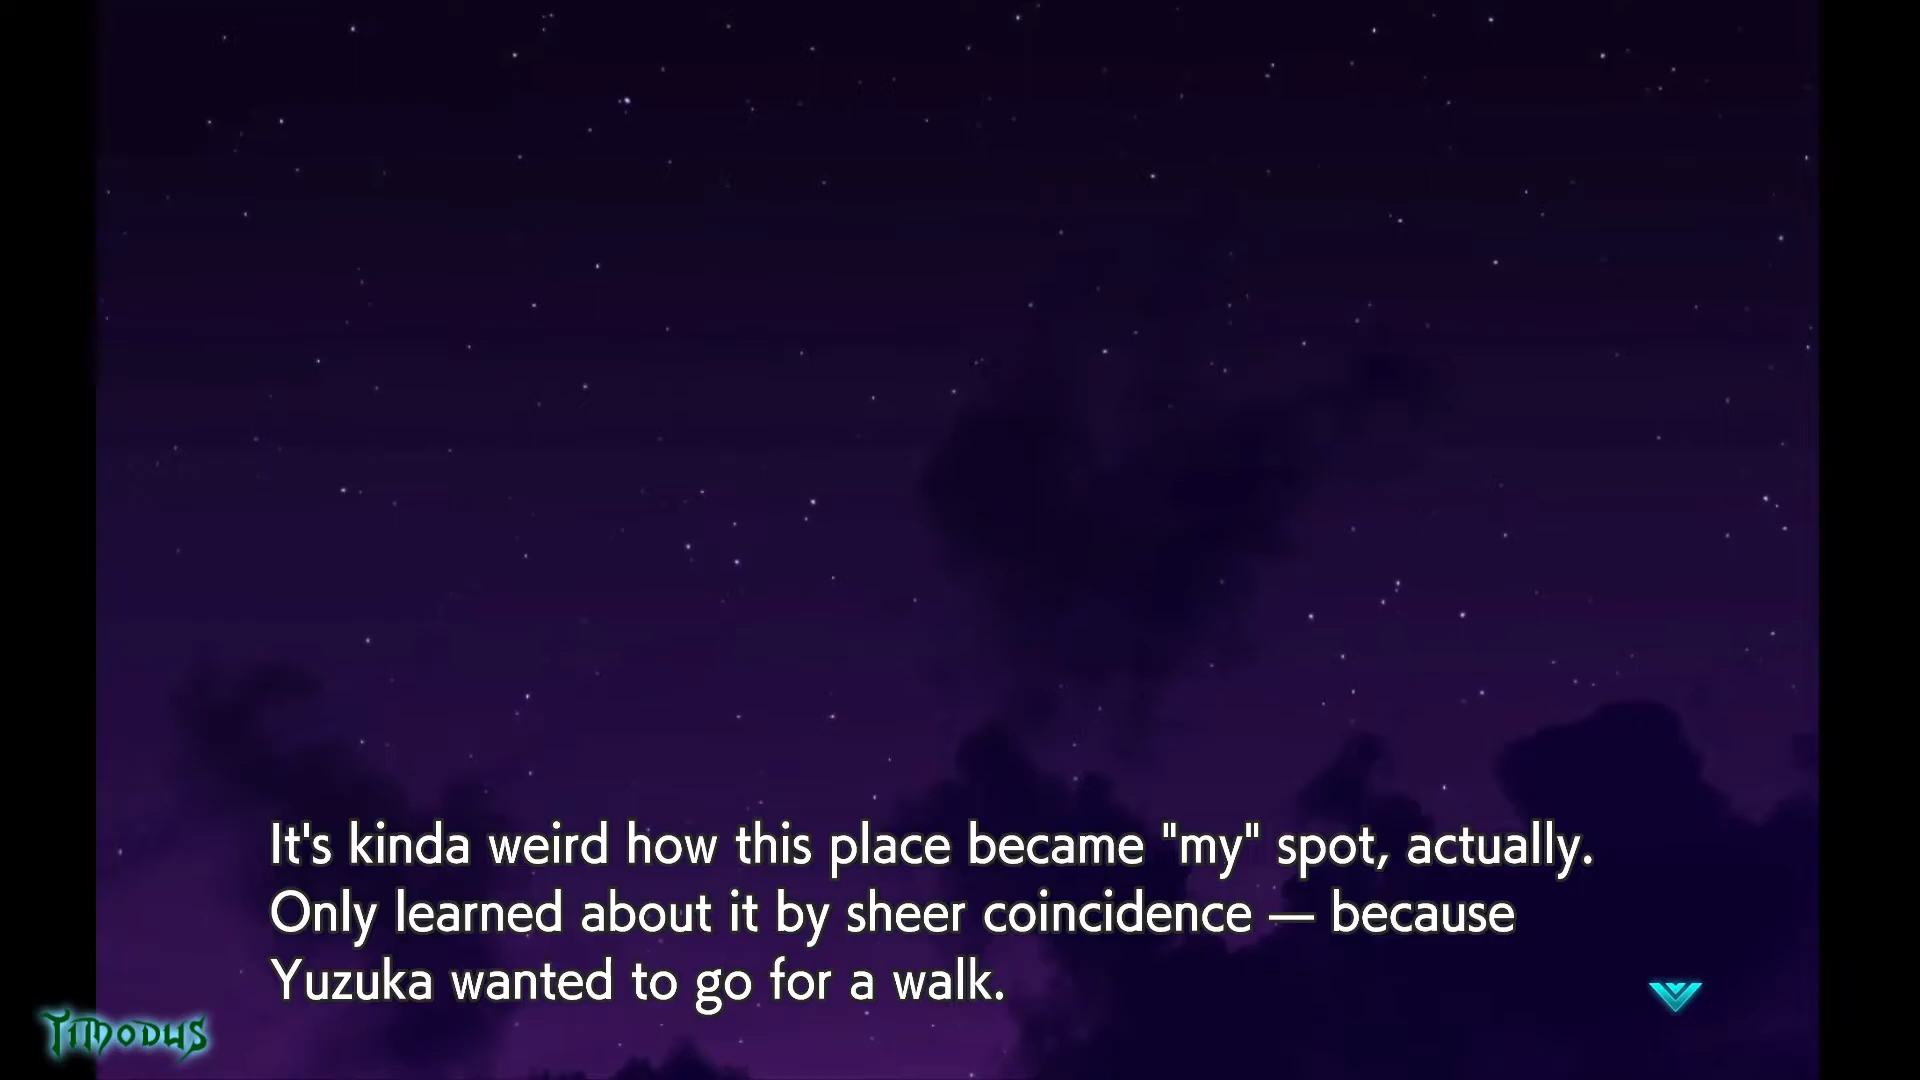 It's kinda weird how this place became "my" spot, actually.
Only learned about it by sheer coincidence — because
Yuzuka wanted to go for a walk.
TIMODUS